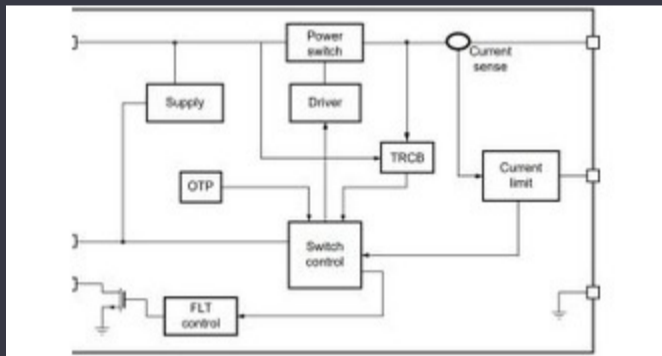 Power
switch
Current
sense
Supply
Driver
TRCB
Current
limit
OTP
Switch
control
FLT
control